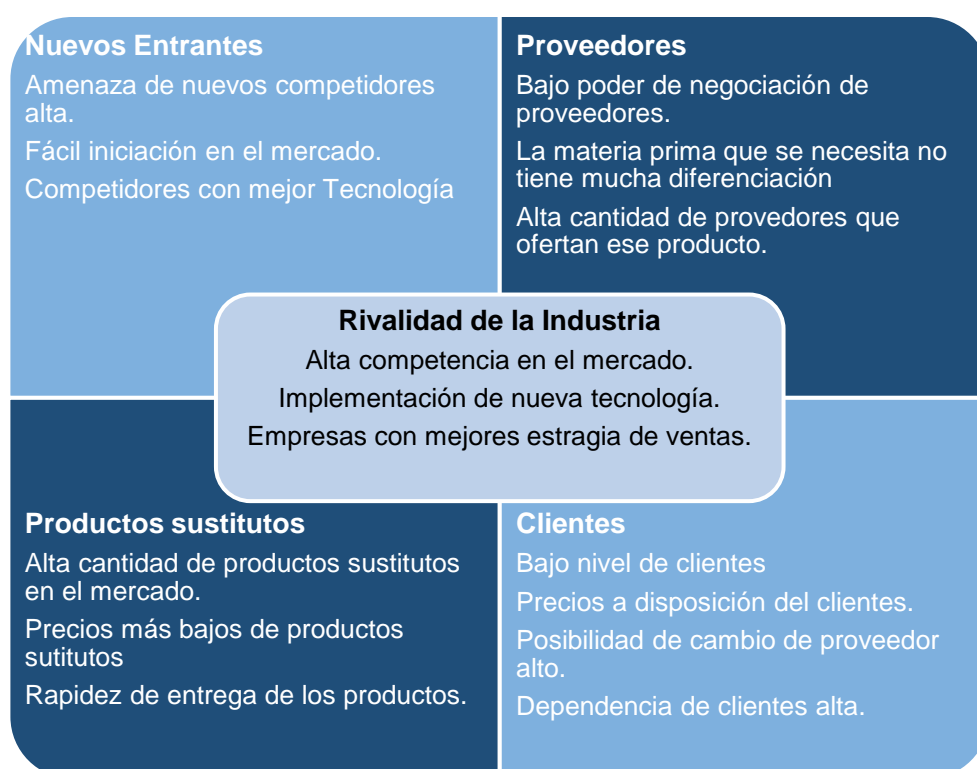 Nuevos Entrantes
Amenaza de nuevos competidores
alta.
Fácil iniciación en el mercado.
Competidores con mejor Tecnología
Proveedores
Bajo poder de negociación de
proveedores.
La materia prima que se necesita no
tiene mucha diferenciación
Alta cantidad de provedores que
ofertan ese producto.
Rivalidad de la Industria
Alta competencia en el mercado.
Implementación de nueva tecnología.
Empresas con mejores estragia de ventas.
Productos sustitutos
Alta cantidad de productos sustitutos
en el mercado.
Precios más bajos de productos
sutitutos
Rapidez de entrega de los productos.
Clientes
Bajo nivel de clientes
Precios a disposición del clientes.
Posibilidad de cambio de proveedor
alto.
Dependencia de clientes alta.